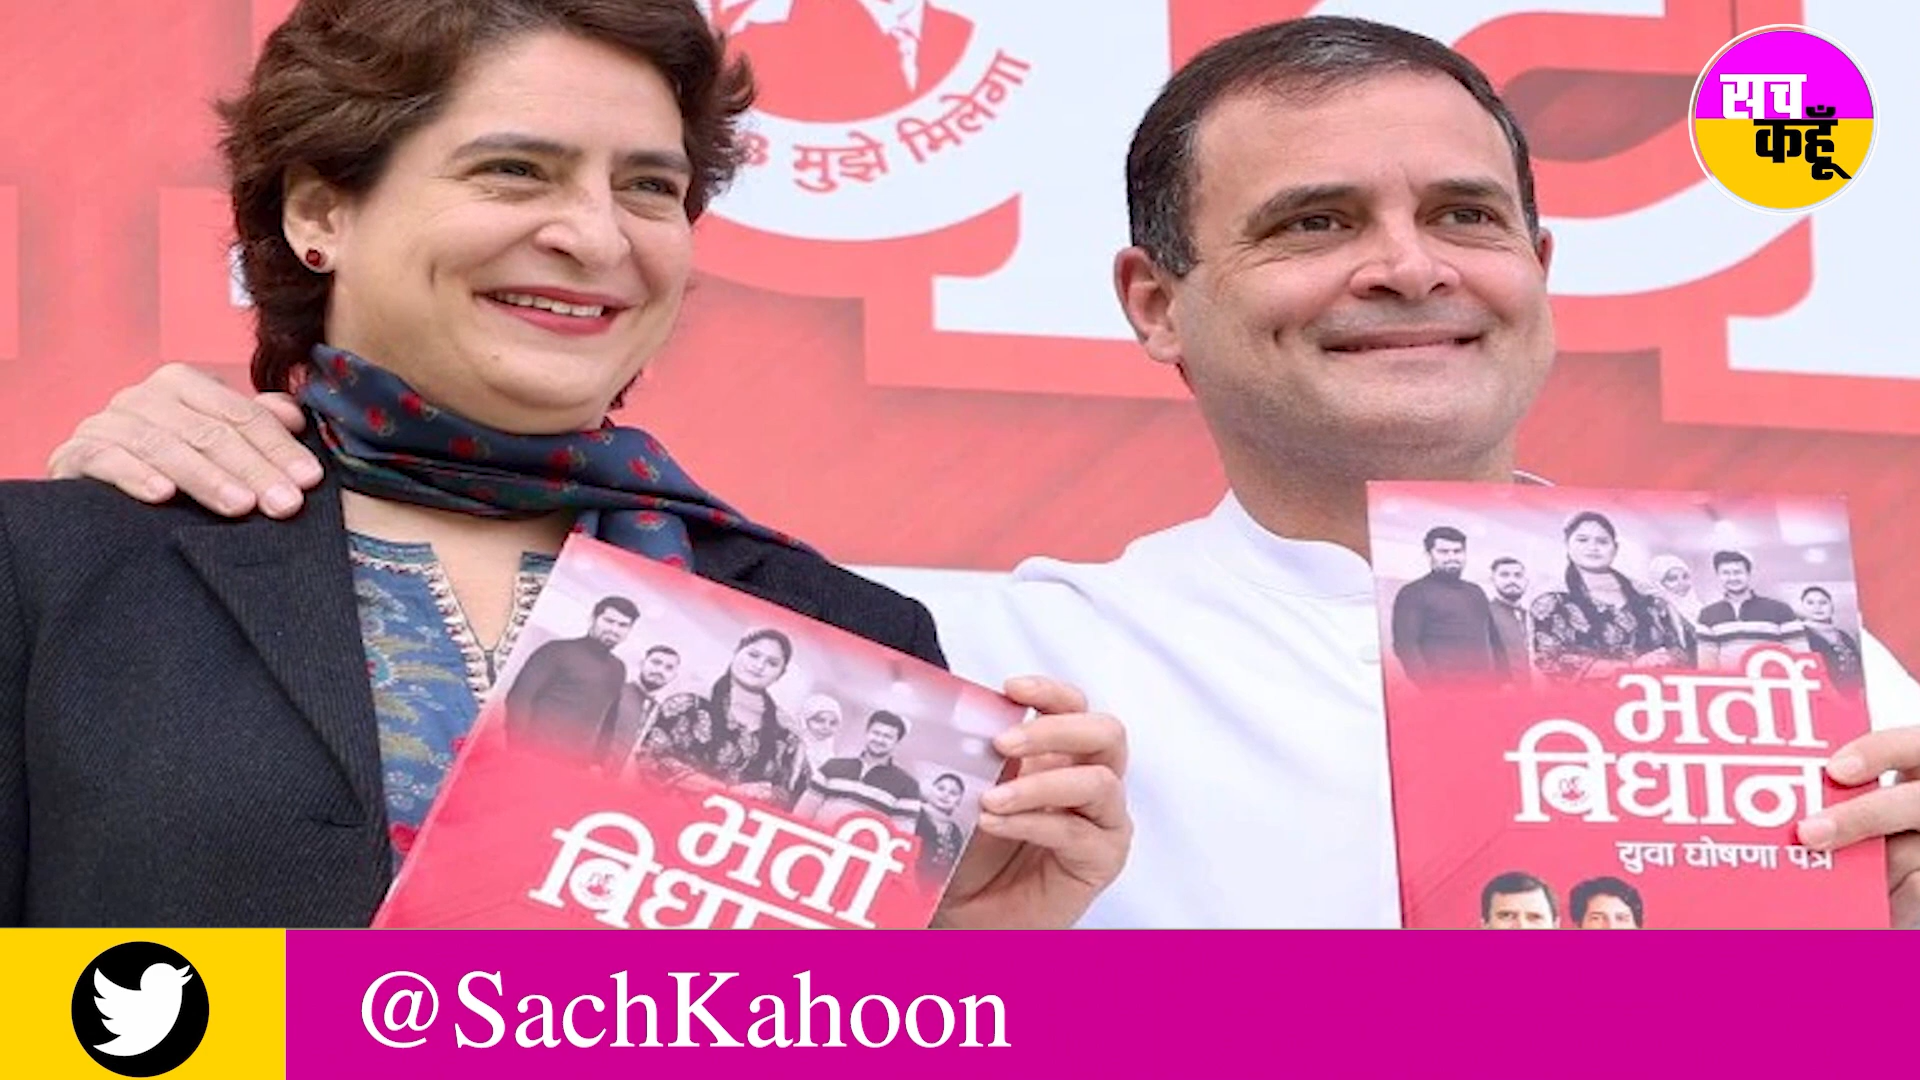 मुझे मिलेगा
सच
कहूँ
भर्ती
विधान
भर्ती
विधान
युवा घोषणा पत्र
@SachKahoon